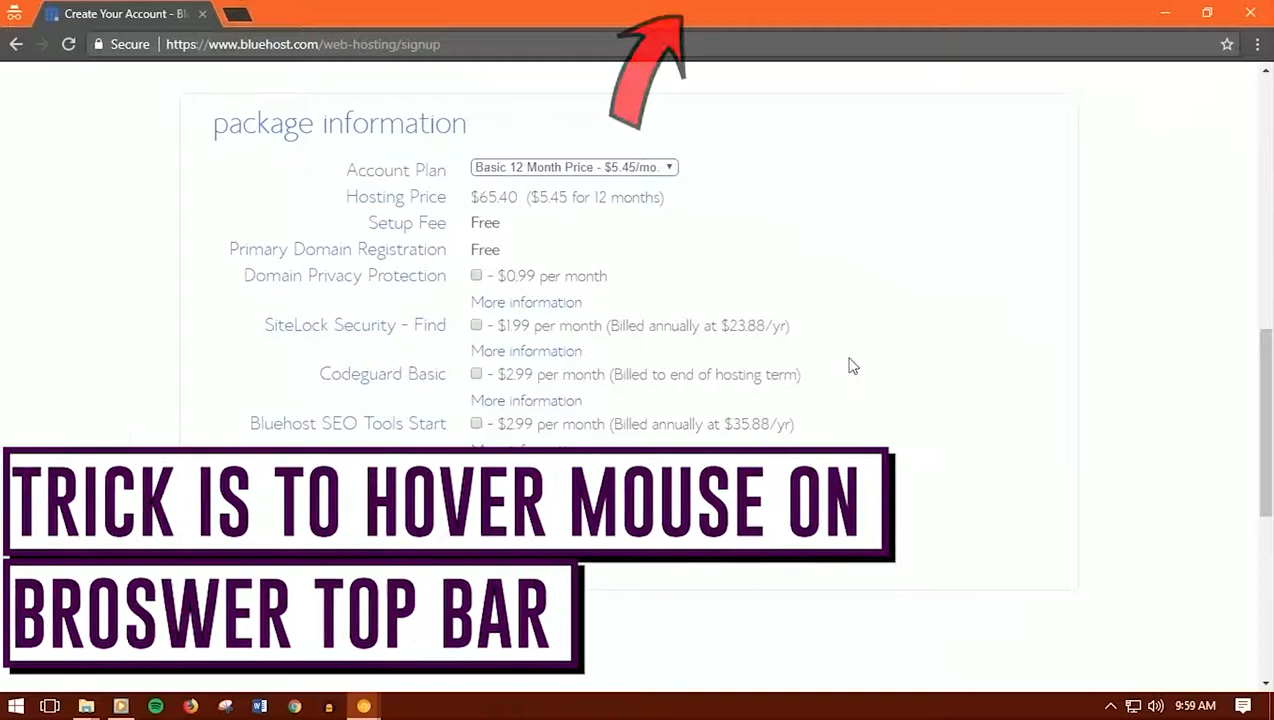 Create Your Account - Bl
Secure
https://www.bluehost.com/web-hosting/signup
package information
Account Plan Basic 12 Month Price - $5.45/mo.
Hosting Price $65.40 ($5.45 for 12 months)
Setup Fee Free
Primary Domain Registration Free
Domain Privacy Protection - $0.99 per month
More information
SiteLock Security - Find - $1.99 per month (Billed annually at $23.88/yr)
More information
Codeguard Basic - $2.99 per month (Billed to end of hosting term)
More information
Bluehost SEO Tools Start - $2.99 per month (Billed annually at $35.88/yr)
TRICK IS TO HOVER MOUSE ON
BROSWER TOP BAR
9:59 AM